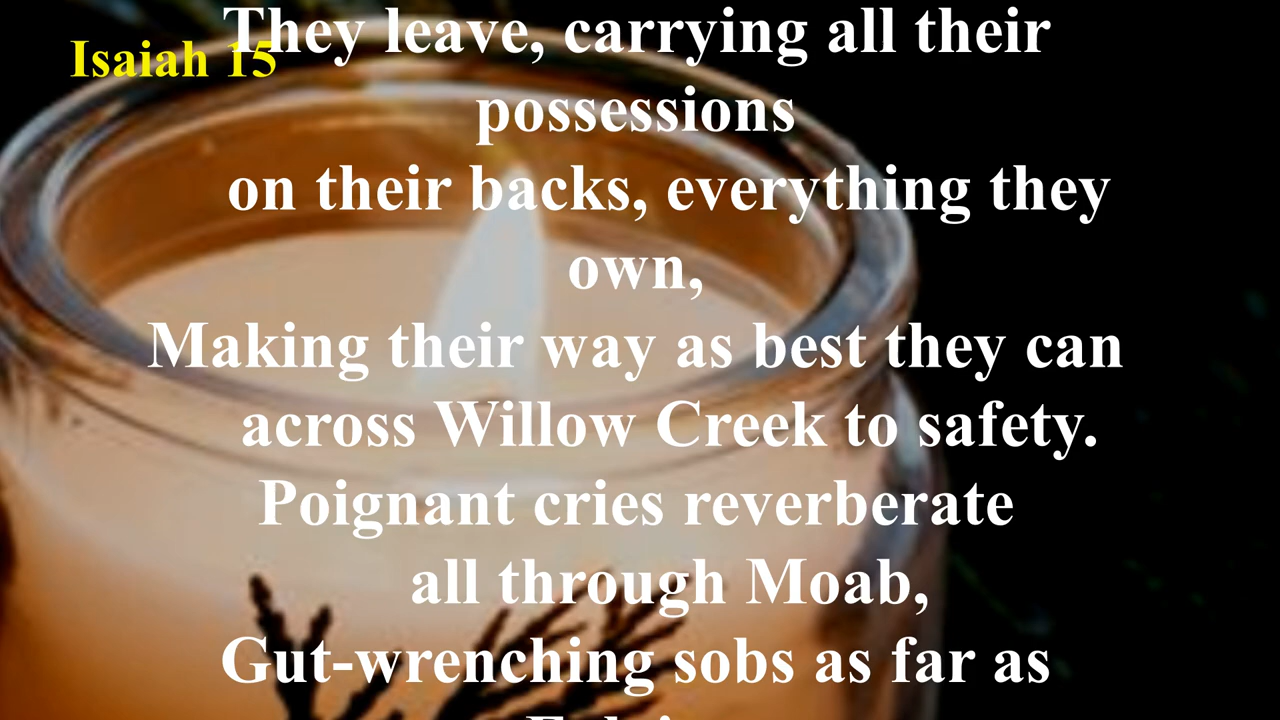 They leave, carrying all their
Isaiah 15
possessions
on their backs, everything they
own,
Making their way as best they can
across Willow Creek to safety.
Poignant cries reverberate
all through Moab,
Gut-wrenching sobs as far as